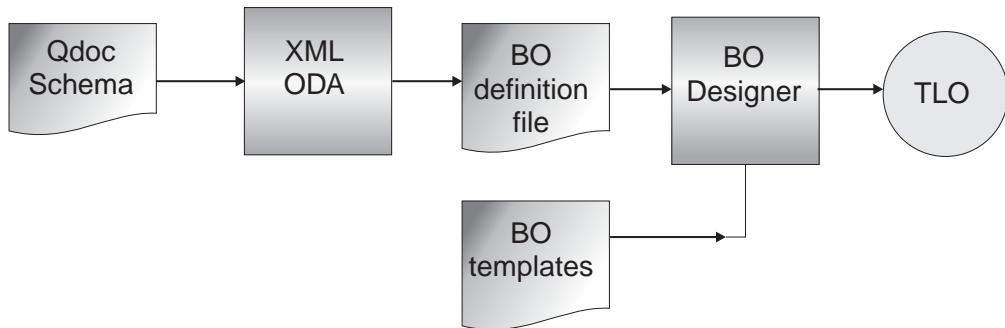 Qdoc
Schema
XML
ODA
BO
definition
file
BO
Designer
TLO
BO
templates